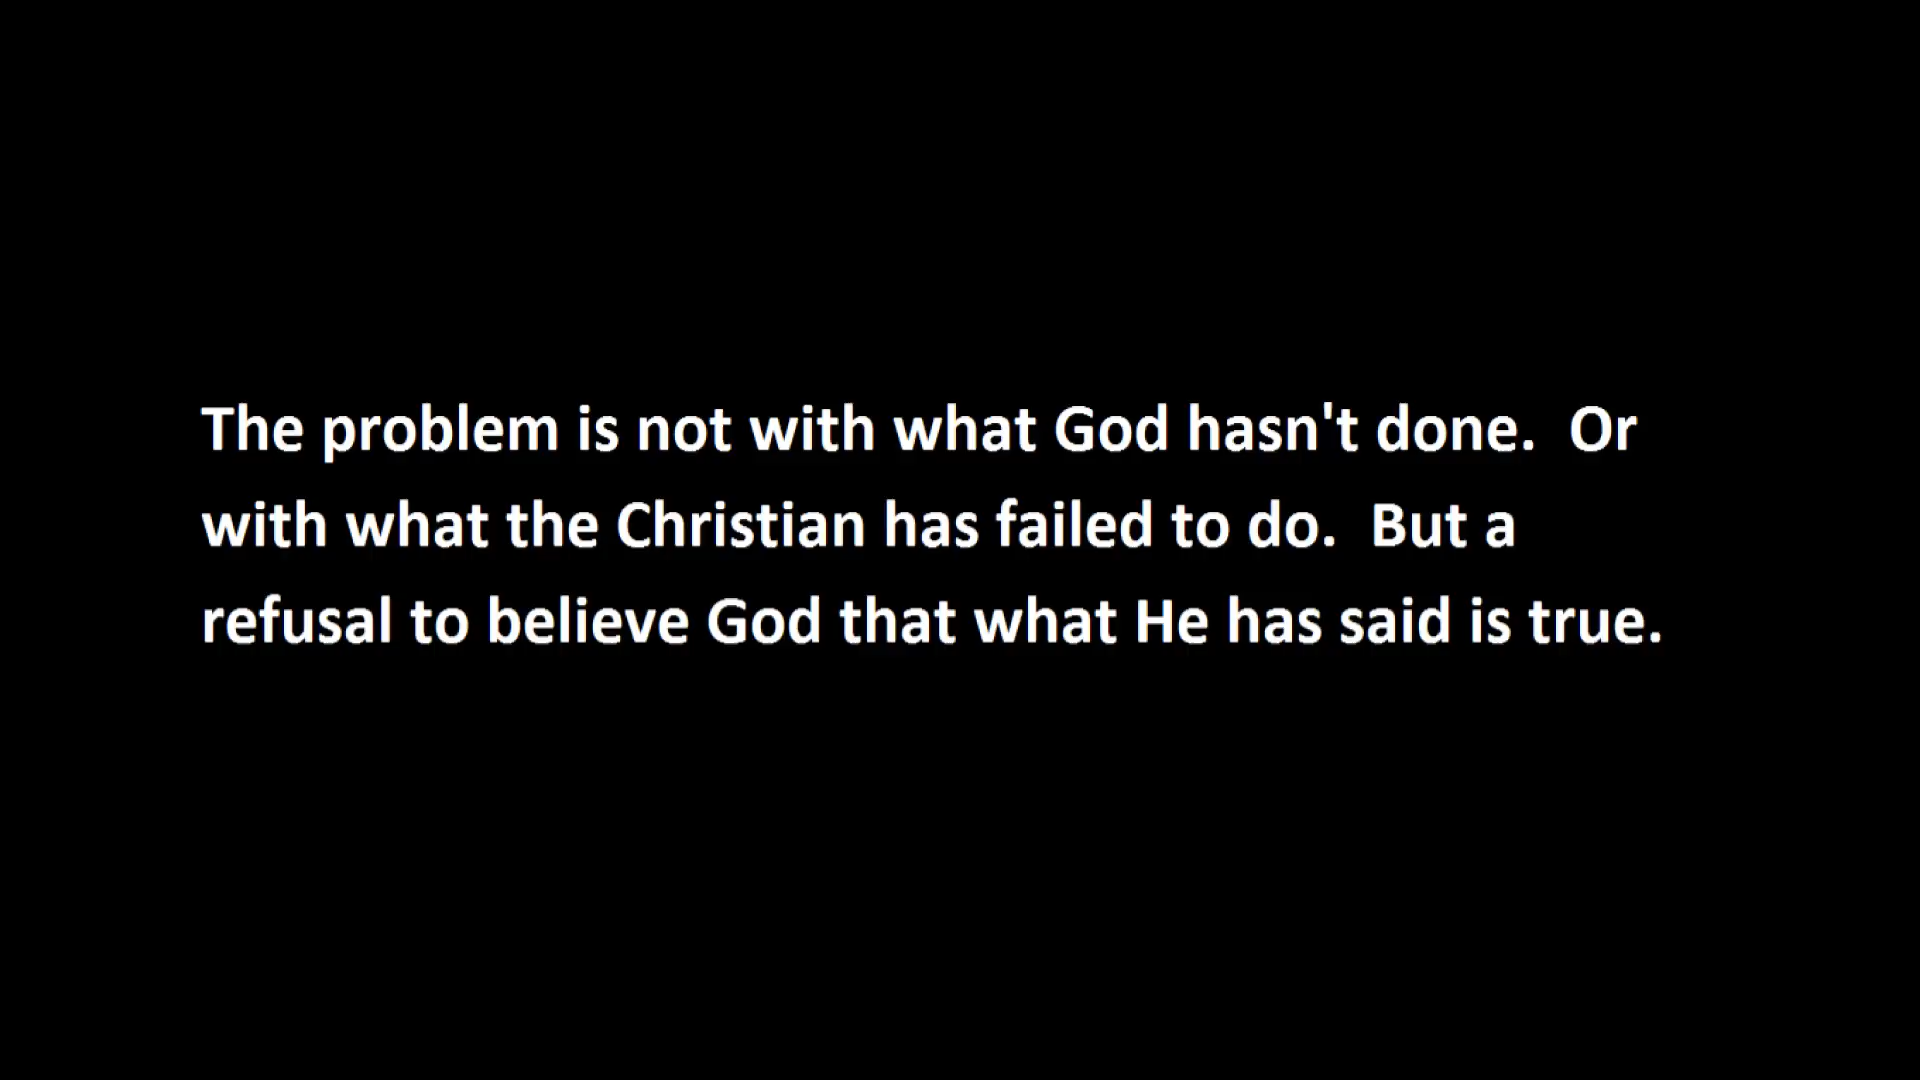 The problem is not with what God hasn't done.  Or
with what the Christian has failed to do.  But a
refusal to believe God that what He has said is true.